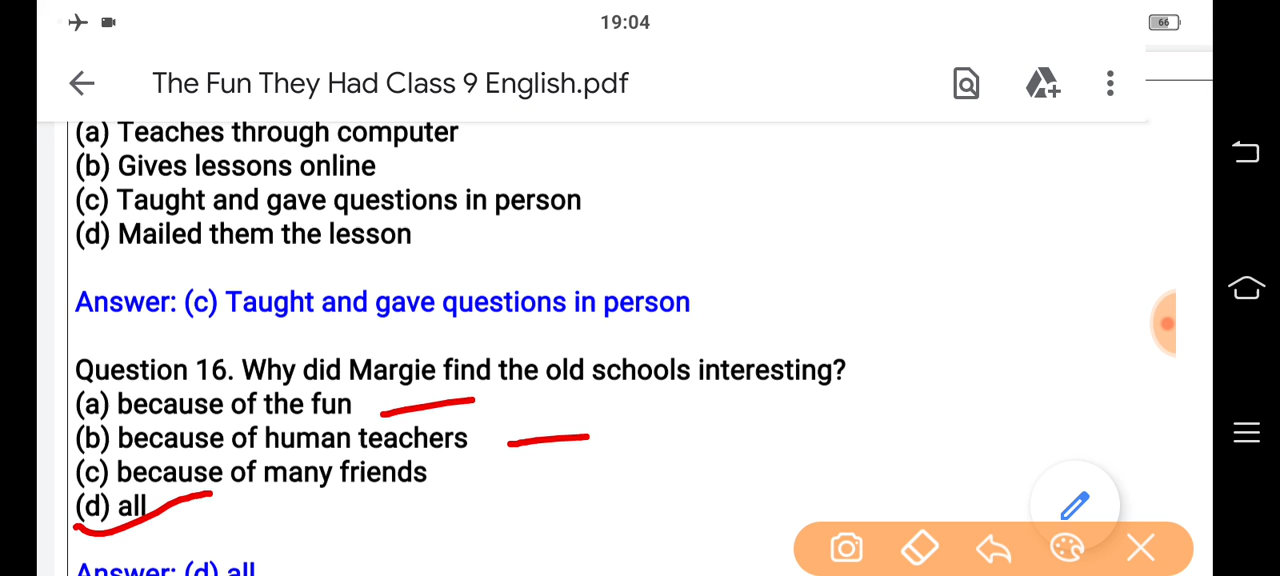 19:04
66
The Fun They Had Class 9 English.pdf
(a) Teaches through computer
(b) Gives lessons online
(c) Taught and gave questions in person
(d) Mailed them the lesson
Answer: (c) Taught and gave questions in person
Question 16. Why did Margie find the old schools interesting?
(a) because of the fun
(b) because of human teachers
(c) because of many friends
(d) all
Answer: (d) all